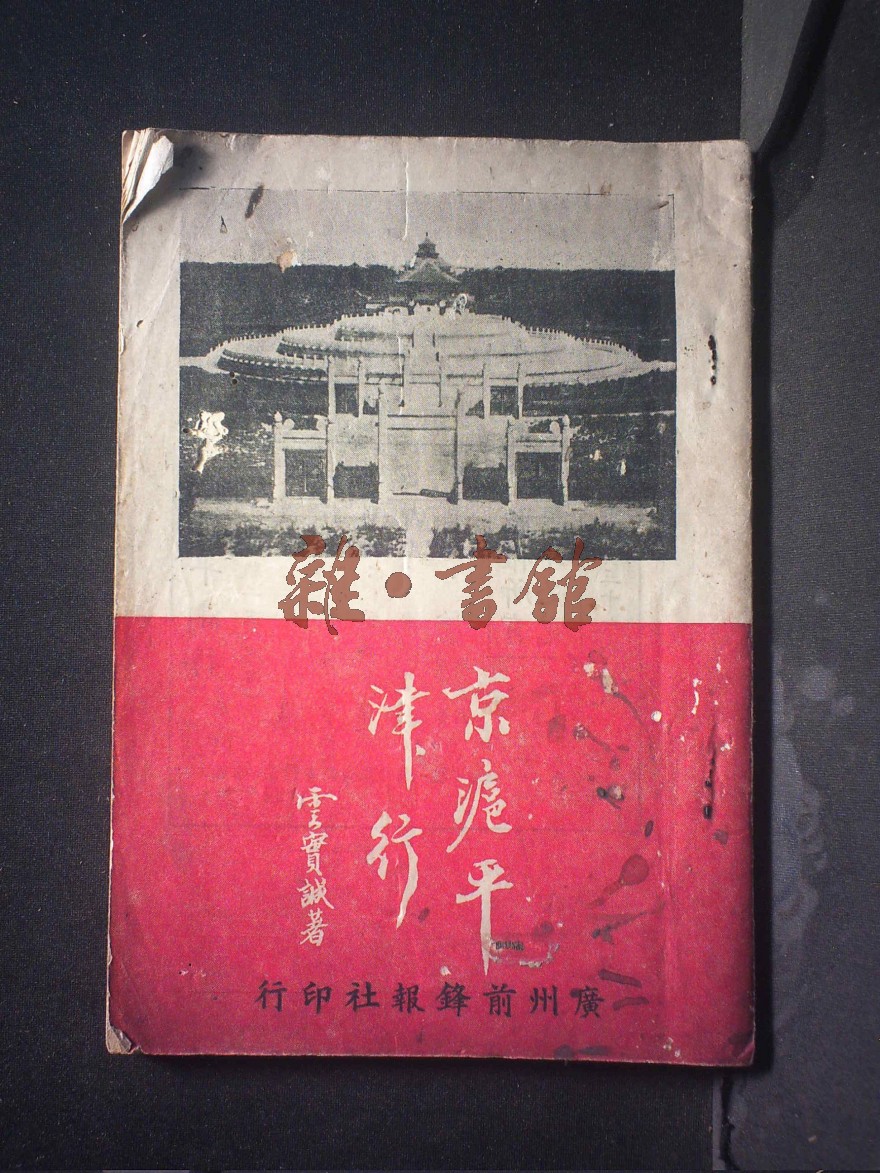 雜·書館
京滬平
津行
雲實誠著
廣州前鋒報社印行